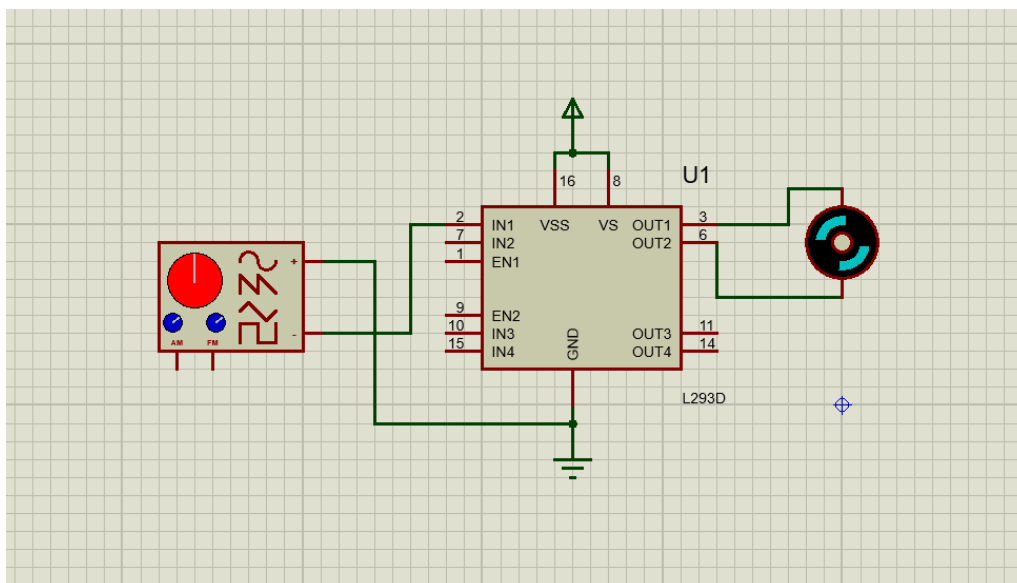 U1
16
8
2
IN1
VSS
VS
OUT1
3
7
IN2
OUT2
6
1
EN1
+
9
EN2
10
IN3
OUT3
11
-
15
IN4
GND
OUT4
14
AM
FM
L293D